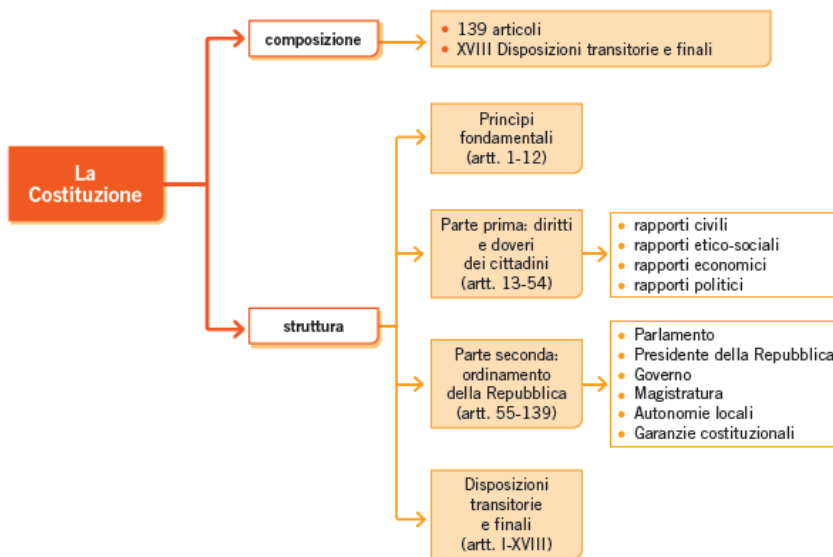 La
Costituzione
composizione
• 139 articoli
• XVIII Disposizioni transitorie e finali
struttura
Princìpi
fondamentali
(artt. 1-12)
Parte prima: diritti
e doveri
dei cittadini
(artt. 13-54)
• rapporti civili
• rapporti etico-sociali
• rapporti economici
• rapporti politici
Parte seconda:
ordinamento
della Repubblica
(artt. 55-139)
• Parlamento
• Presidente della Repubblica
• Governo
• Magistratura
• Autonomie locali
• Garanzie costituzionali
Disposizioni
transitorie
e finali
(artt. I-XVIII)